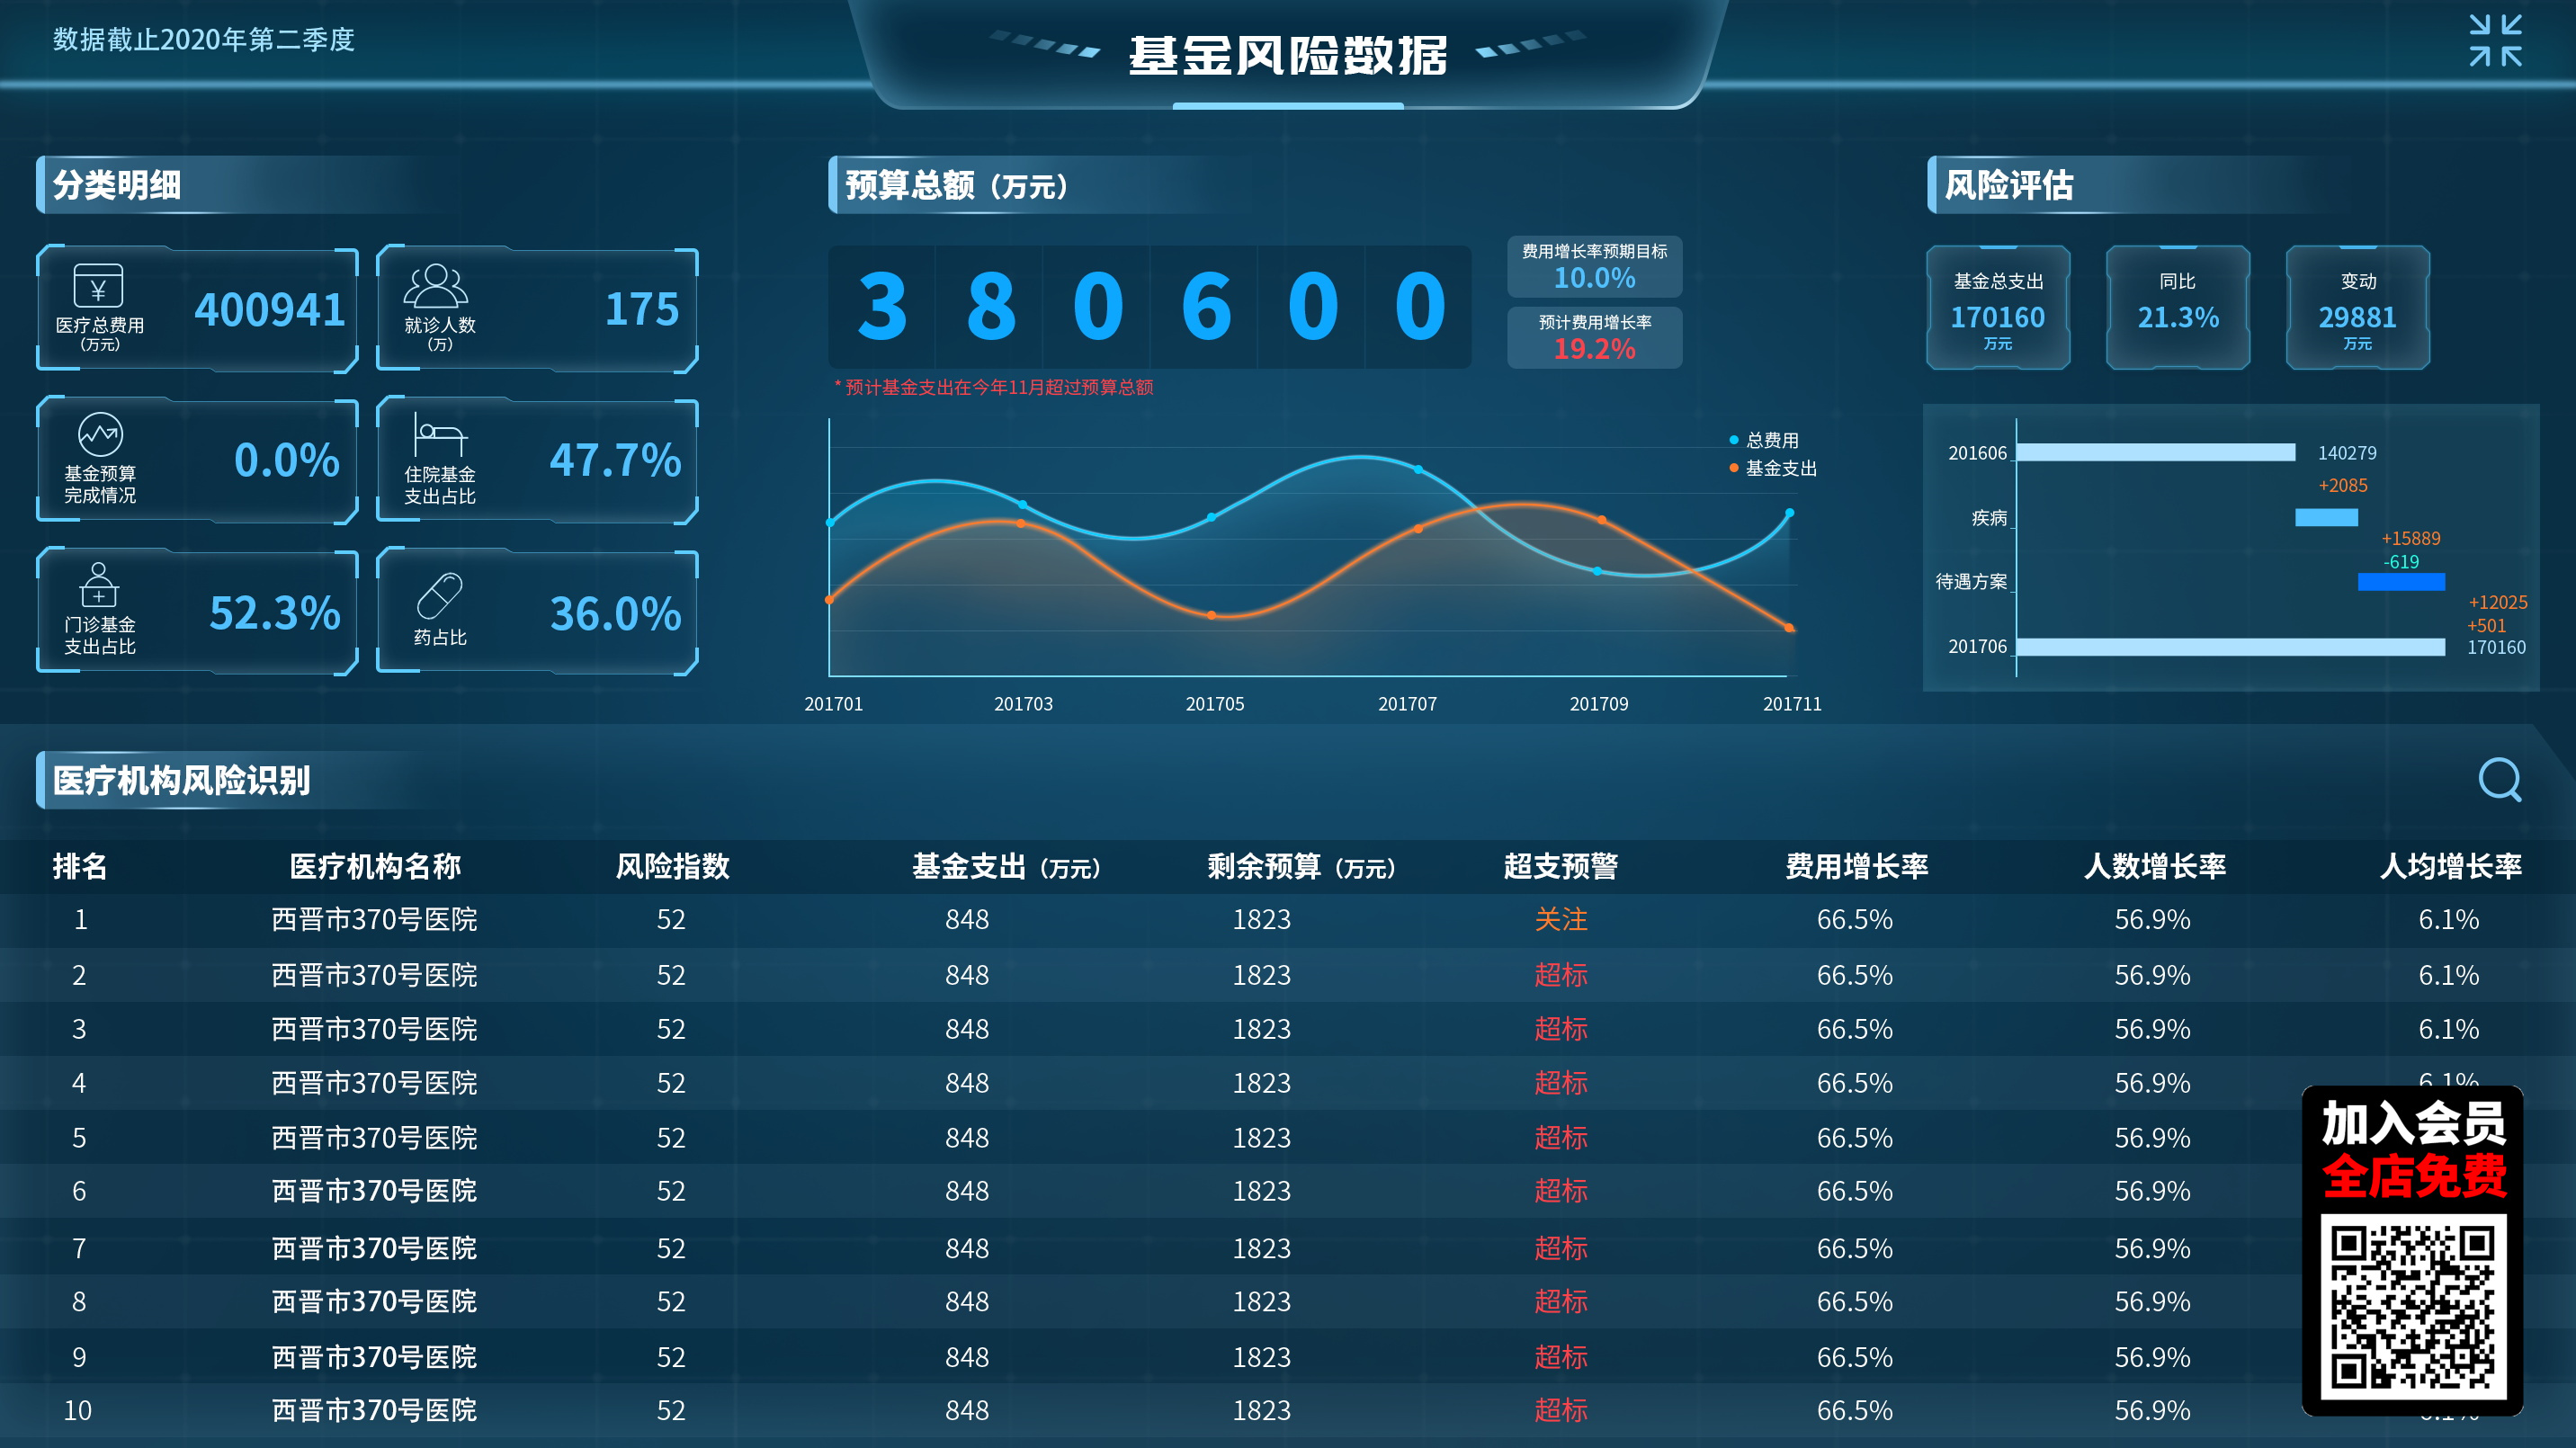 数据截止2020年第二季度
基金风险数据
分类明细
医疗总费用
（万元）
400941
就诊人数
（万）
175
基金预算
完成情况
0.0%
住院基金
支出占比
47.7%
门诊基金
支出占比
52.3%
药占比
36.0%
预算总额（万元）
3 8 0 6 0 0
费用增长率预期目标
10.0%
预计费用增长率
19.2%
* 预计基金支出在今年11月超过预算总额
总费用
基金支出
201701 201703 201705 201707 201709 201711
风险评估
基金总支出
170160
万元
同比
21.3%
变动
29881
万元
201606 140279
+2085
疾病
+15889
-619
待遇方案
+12025
+501
201706 170160
医疗机构风险识别
排名 医疗机构名称 风险指数 基金支出（万元） 剩余预算（万元） 超支预警 费用增长率 人数增长率 人均增长率
1 西晋市370号医院 52 848 1823 关注 66.5% 56.9% 6.1%
2 西晋市370号医院 52 848 1823 超标 66.5% 56.9% 6.1%
3 西晋市370号医院 52 848 1823 超标 66.5% 56.9% 6.1%
4 西晋市370号医院 52 848 1823 超标 66.5% 56.9% 6.1%
5 西晋市370号医院 52 848 1823 超标 66.5% 56.9%
6 西晋市370号医院 52 848 1823 超标 66.5% 56.9%
7 西晋市370号医院 52 848 1823 超标 66.5% 56.9%
8 西晋市370号医院 52 848 1823 超标 66.5% 56.9%
9 西晋市370号医院 52 848 1823 超标 66.5% 56.9%
10 西晋市370号医院 52 848 1823 超标 66.5% 56.9%
加入会员
全店免费